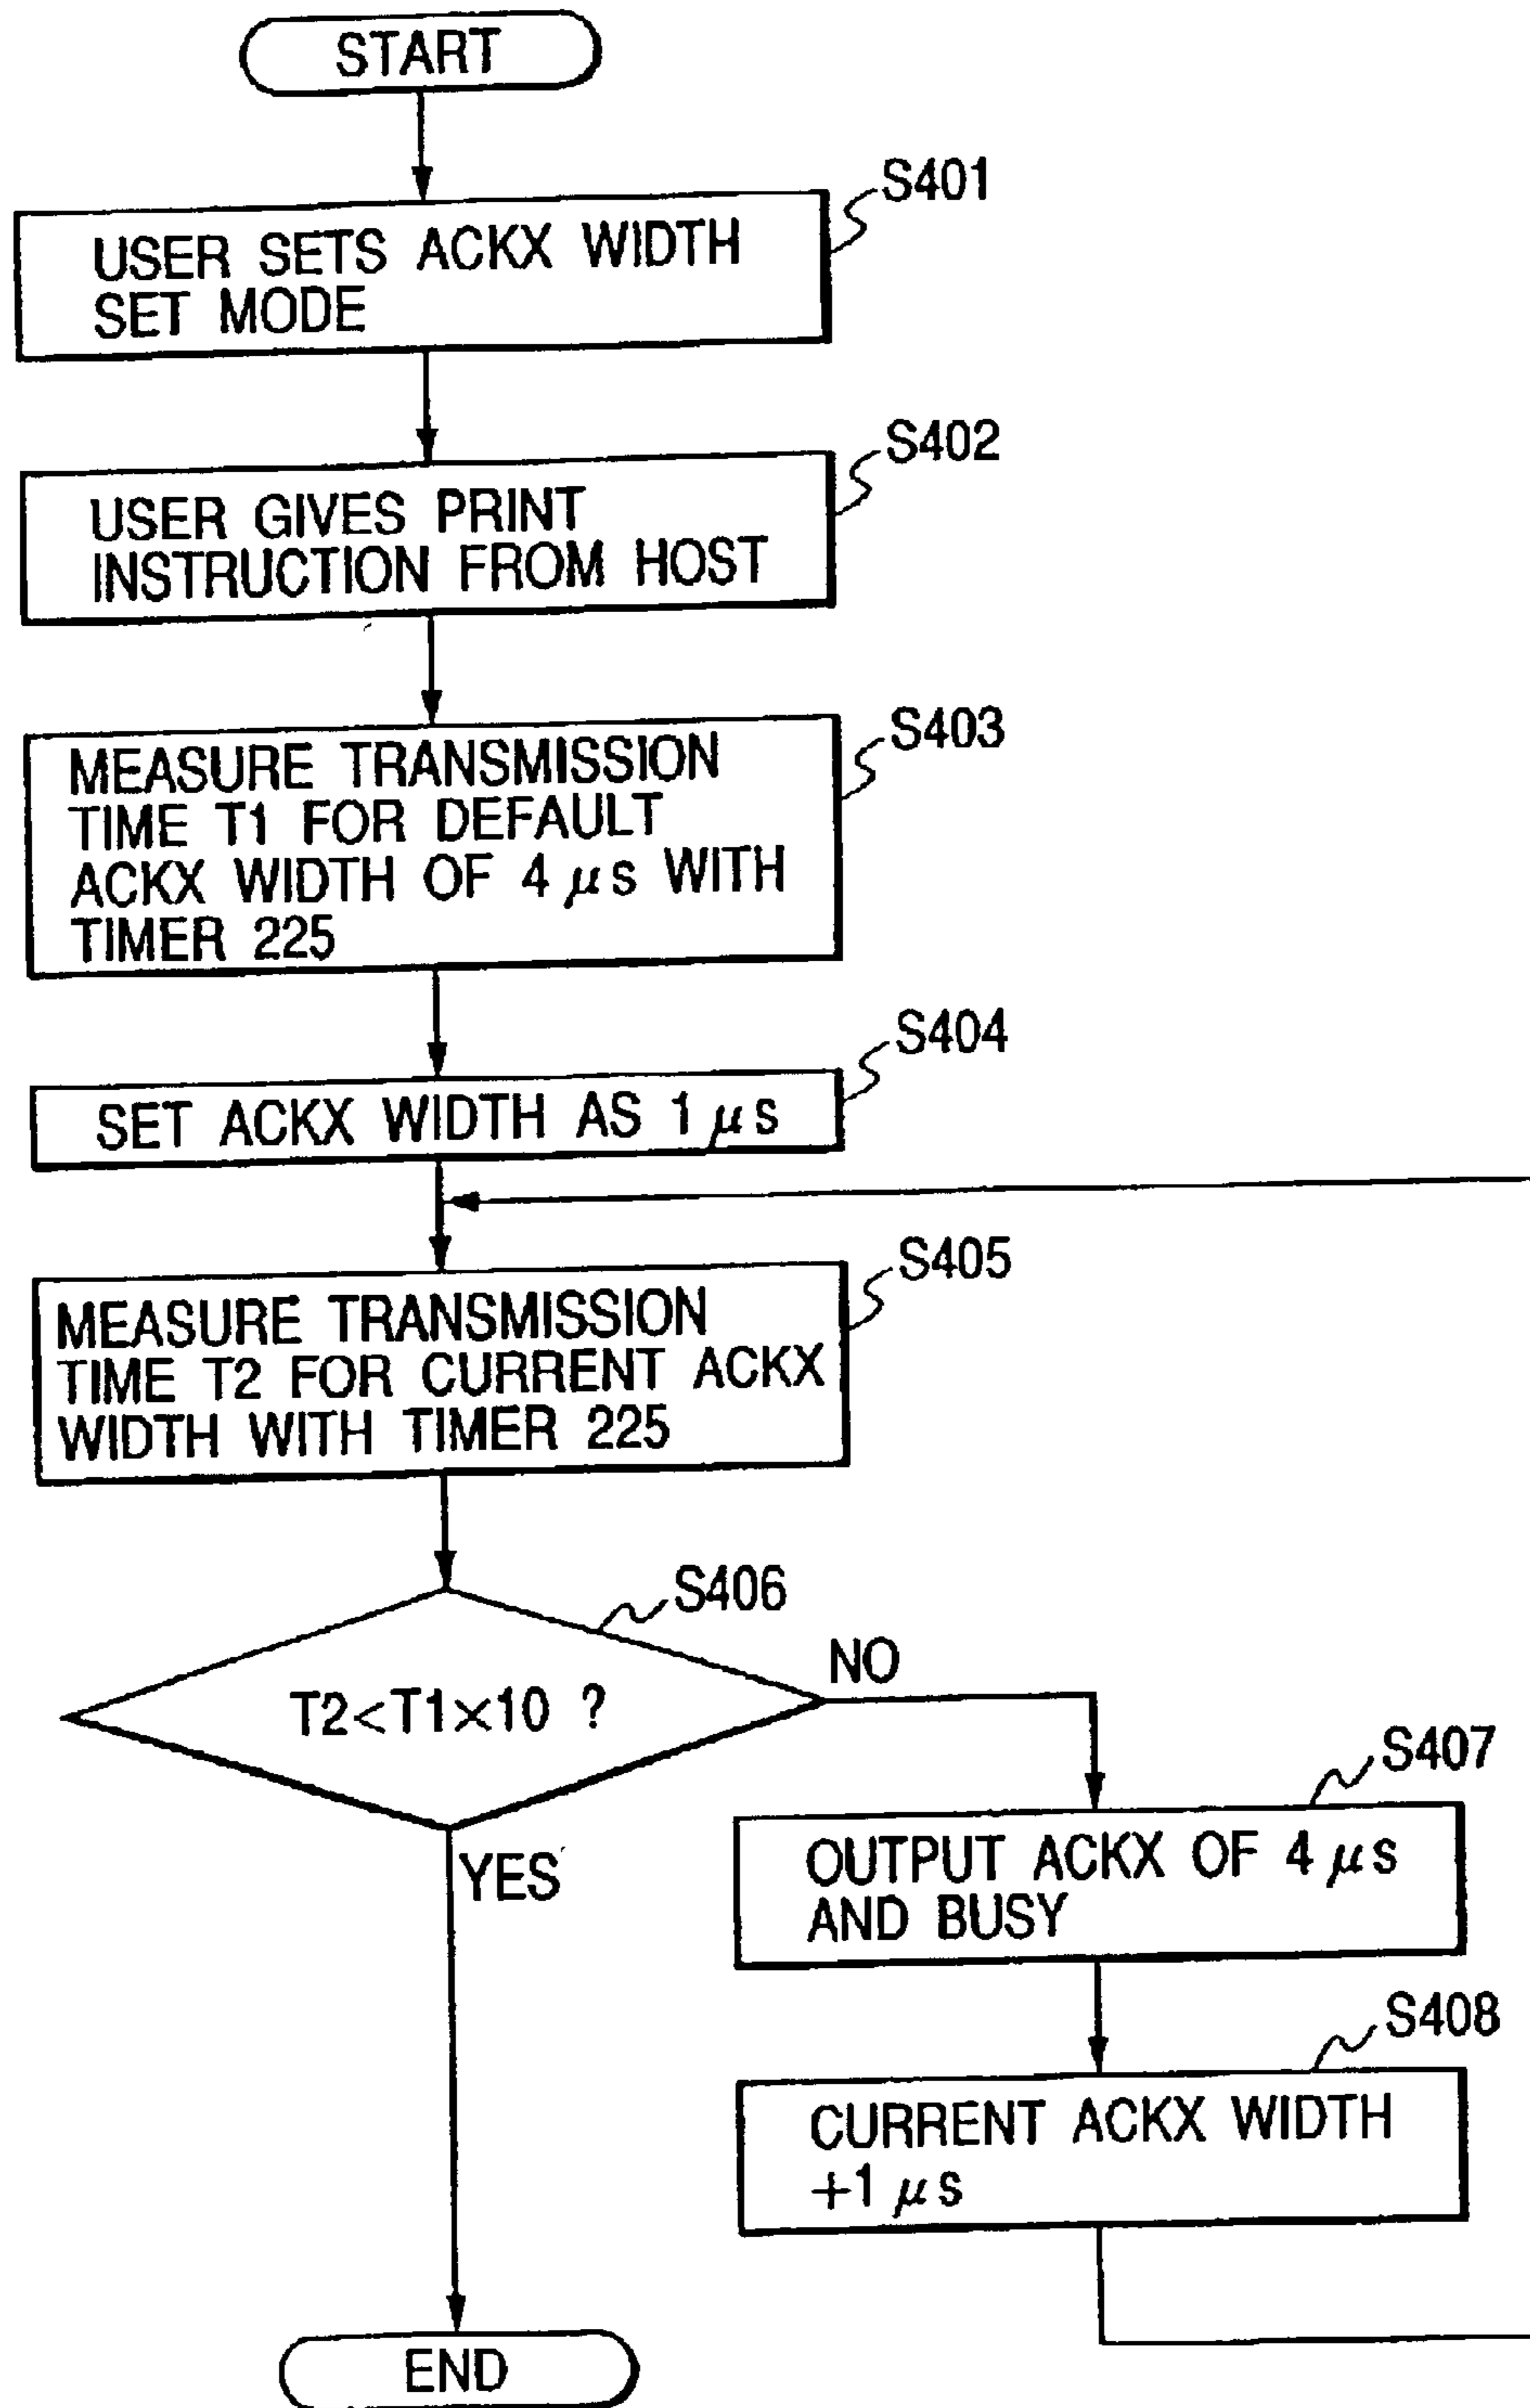 START
S401
USER SETS ACKX WIDTH
SET MODE
S402
USER GIVES PRINT
INSTRUCTION FROM HOST
S403
MEASURE TRANSMISSION
TIME T1 FOR DEFAULT
ACKX WIDTH OF 4 μs WITH
TIMER 225
S404
SET ACKX WIDTH AS 1 μs
S405
MEASURE TRANSMISSION
TIME T2 FOR CURRENT ACKX
WIDTH WITH TIMER 225
S406
T2<T1×10 ?
NO
YES
S407
OUTPUT ACKX OF 4 μs
AND BUSY
S408
CURRENT ACKX WIDTH
+1 μs
END